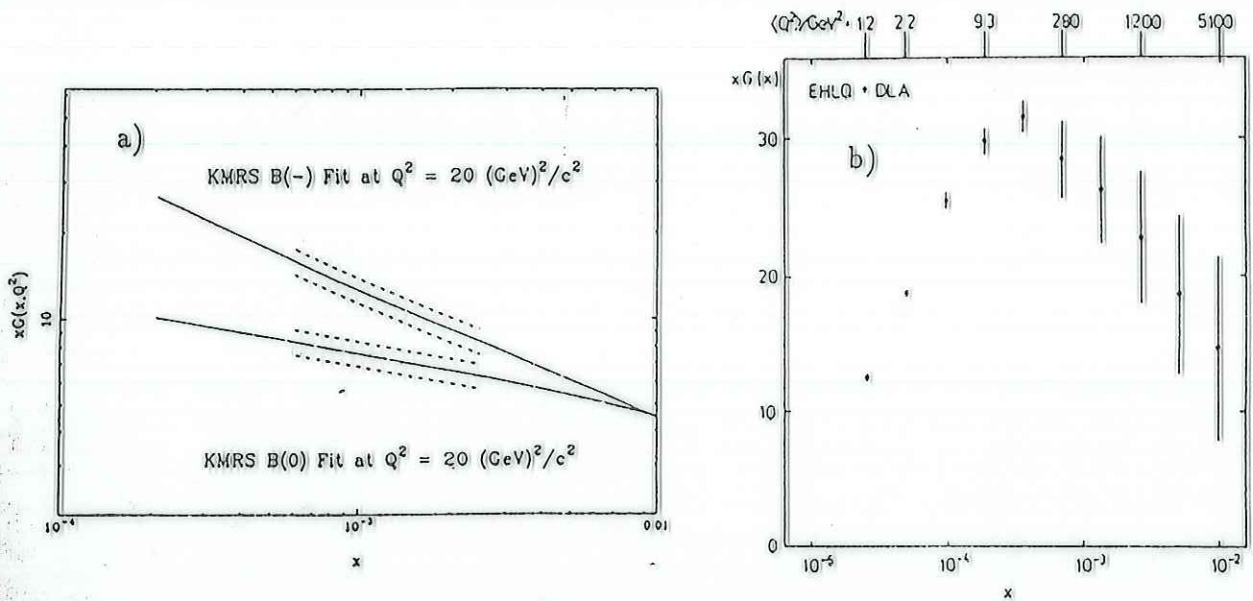 a)
KMRS B(-) Fit at Q² = 20 (GeV)²/c²
xG(x,Q²)
10
KMRS B(0) Fit at Q² = 20 (GeV)²/c²
10⁻⁴
10⁻³
0.01
x
⟨Q²⟩/GeV² · 12 22 90 280 1200 5100
xG(x)
EHLQ + DLA
b)
30
20
10
0
10⁻⁵
10⁻⁴
10⁻³
10⁻²
x